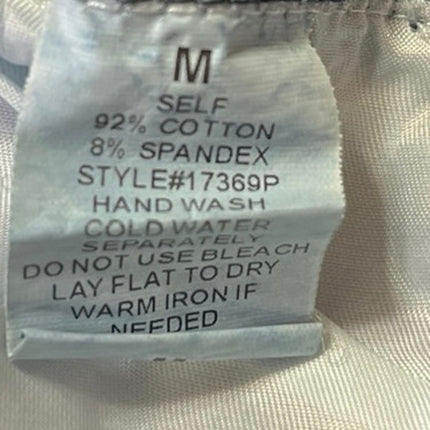 M
SELF
92% COTTON
8% SPANDEX
STYLE#17369P
HAND WASH
COLD WATER
SEPARATELY
DO NOT USE BLEACH
LAY FLAT TO DRY
WARM IRON IF
NEEDED